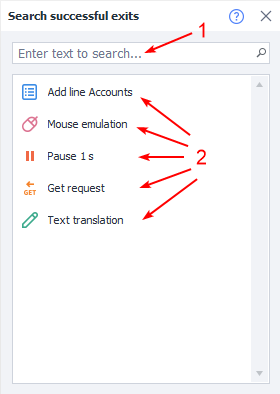 Search successful exits
?
1
Enter text to search...
Add line Accounts
Mouse emulation
Pause 1 s
2
GET
Get request
Text translation